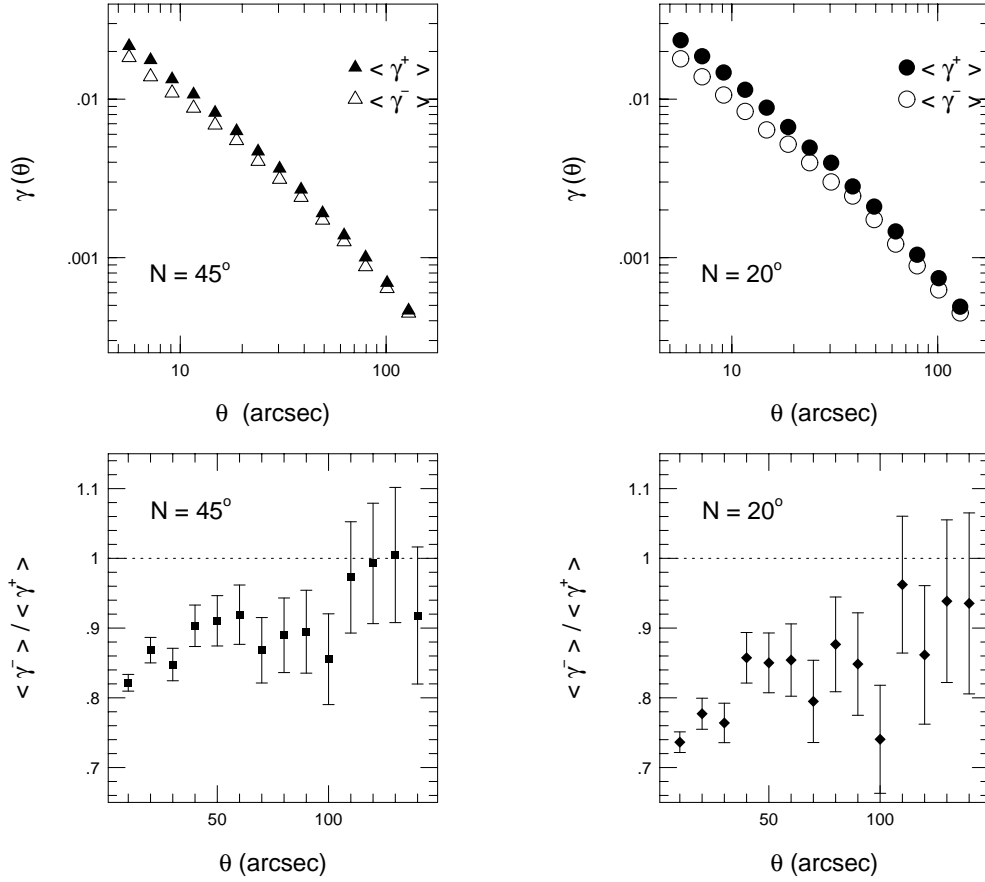 γ (θ)
.01
.001
< γ⁺ >
< γ⁻ >
N = 45°
10
100
θ (arcsec)
γ (θ)
.01
.001
< γ⁺ >
< γ⁻ >
N = 20°
10
100
θ (arcsec)
< γ⁻ > / < γ⁺ >
1.1
1
.9
.8
.7
N = 45°
50
100
θ (arcsec)
< γ⁻ > / < γ⁺ >
1.1
1
.9
.8
.7
N = 20°
50
100
θ (arcsec)